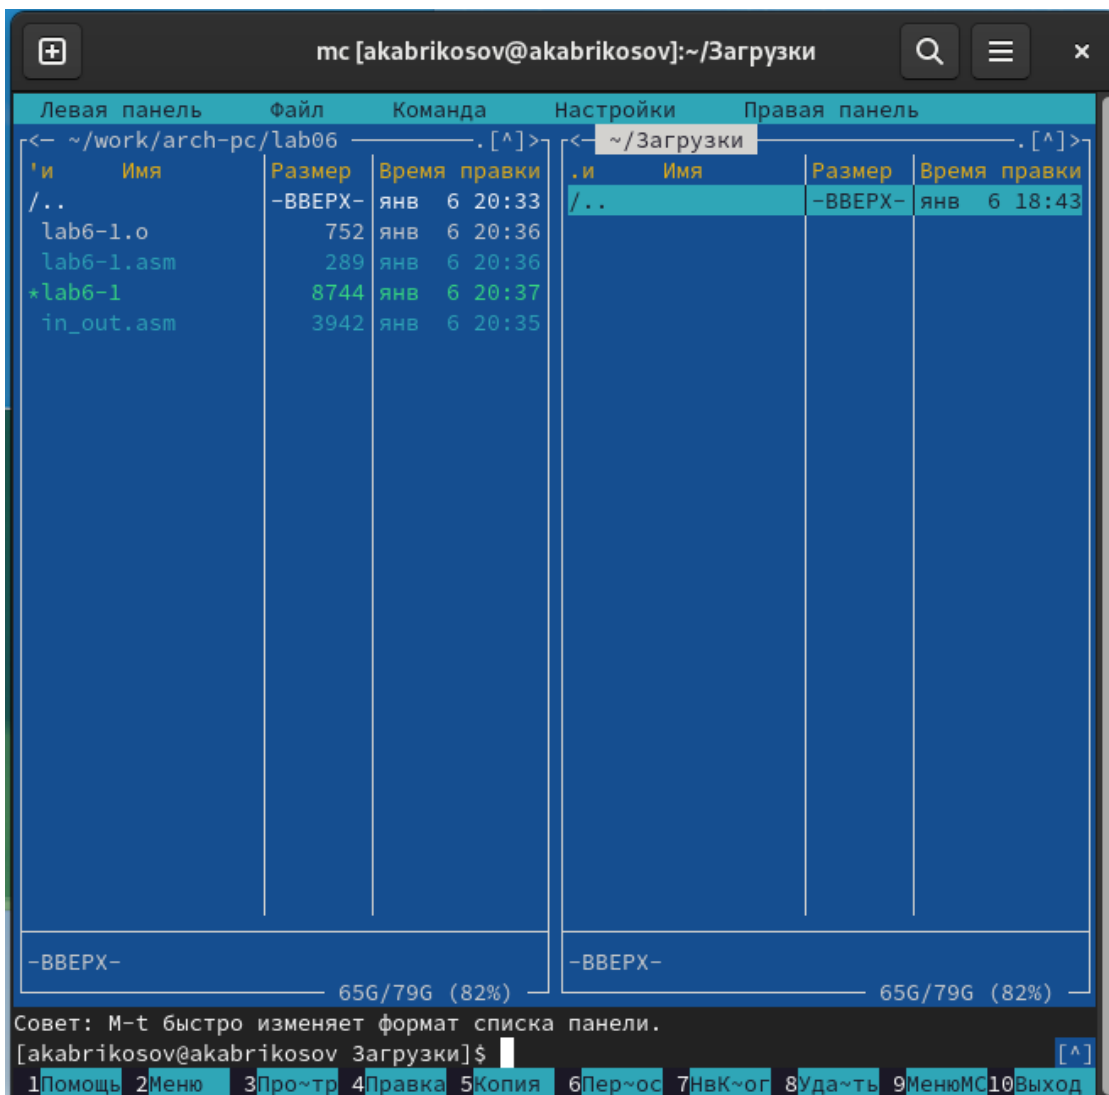 mc [akabrikosov@akabrikosov]:~/Загрузки
Левая панель Файл Команда Настройки Правая панель
<— ~/work/arch-pc/lab06 .[^]> <— ~/Загрузки .[^]>
'и Имя Размер Время правки .и Имя Размер Время правки
/.. -ВВЕРХ- янв 6 20:33 /.. -ВВЕРХ- янв 6 18:43
lab6-1.o 752 янв 6 20:36
lab6-1.asm 289 янв 6 20:36
*lab6-1 8744 янв 6 20:37
in_out.asm 3942 янв 6 20:35
-ВВЕРХ- -ВВЕРХ-
65G/79G (82%) 65G/79G (82%)
Совет: M-t быстро изменяет формат списка панели.
[akabrikosov@akabrikosov Загрузки]$ [^]
1Помощь 2Меню 3Про~тр 4Правка 5Копия 6Пер~ос 7НвК~ог 8Уда~ть 9МенюMC10Выход